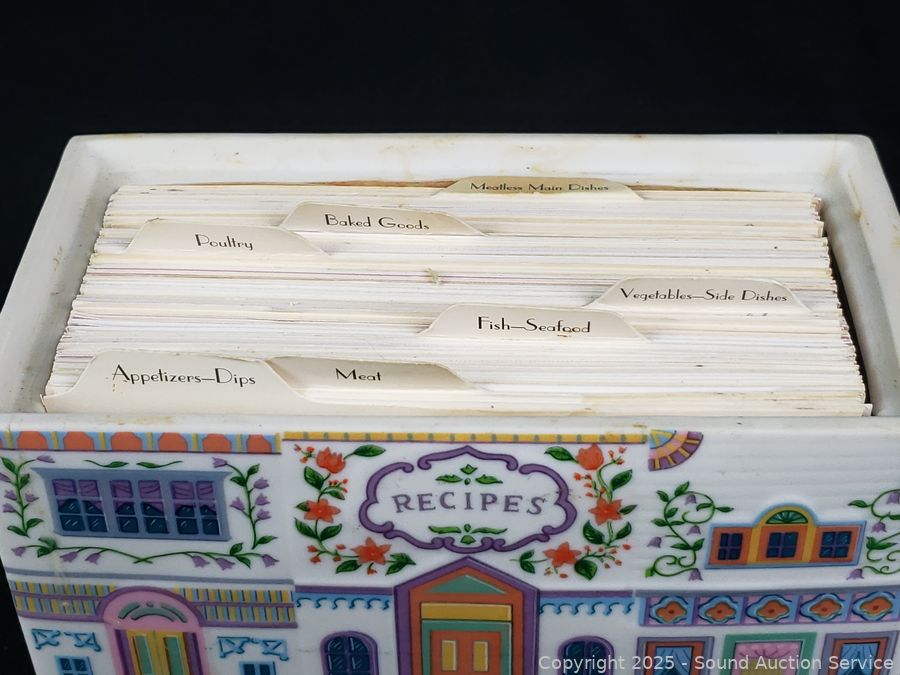 Meatless Main Dishes
Baked Goods
Poultry
Vegetables—Side Dishes
Fish—Seafood
Appetizers—Dips
Meat
RECIPES
Copyright 2025 - Sound Auction Service